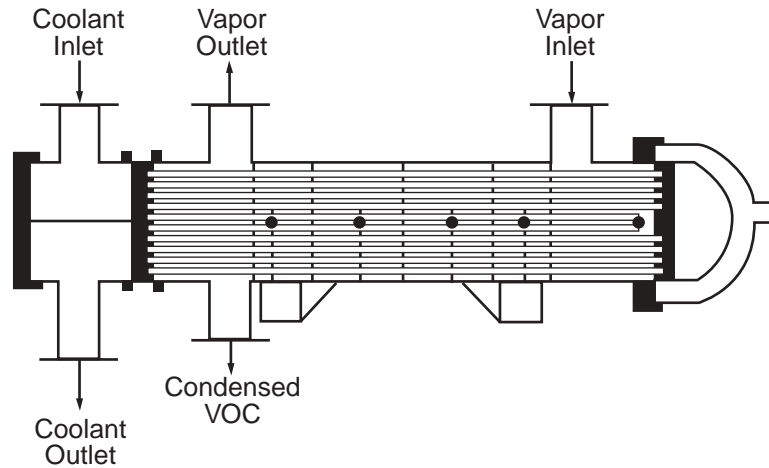 Coolant
Inlet
Vapor
Outlet
Vapor
Inlet
Condensed
VOC
Coolant
Outlet